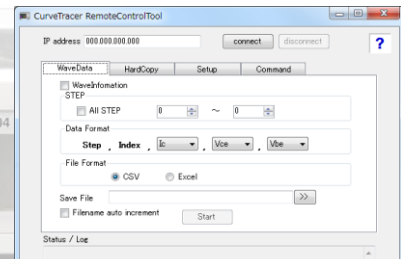 CurveTracer RemoteControlTool
IP address 000.000.000.000 connect disconnect ?
WaveData HardCopy Setup Command
WaveInfomation
STEP
All STEP 0 ~ 0
Data Format
Step , Index , Ic , Vce , Vbe
File Format
CSV Excel
Save File >>
Filename auto increment Start
Status / Log